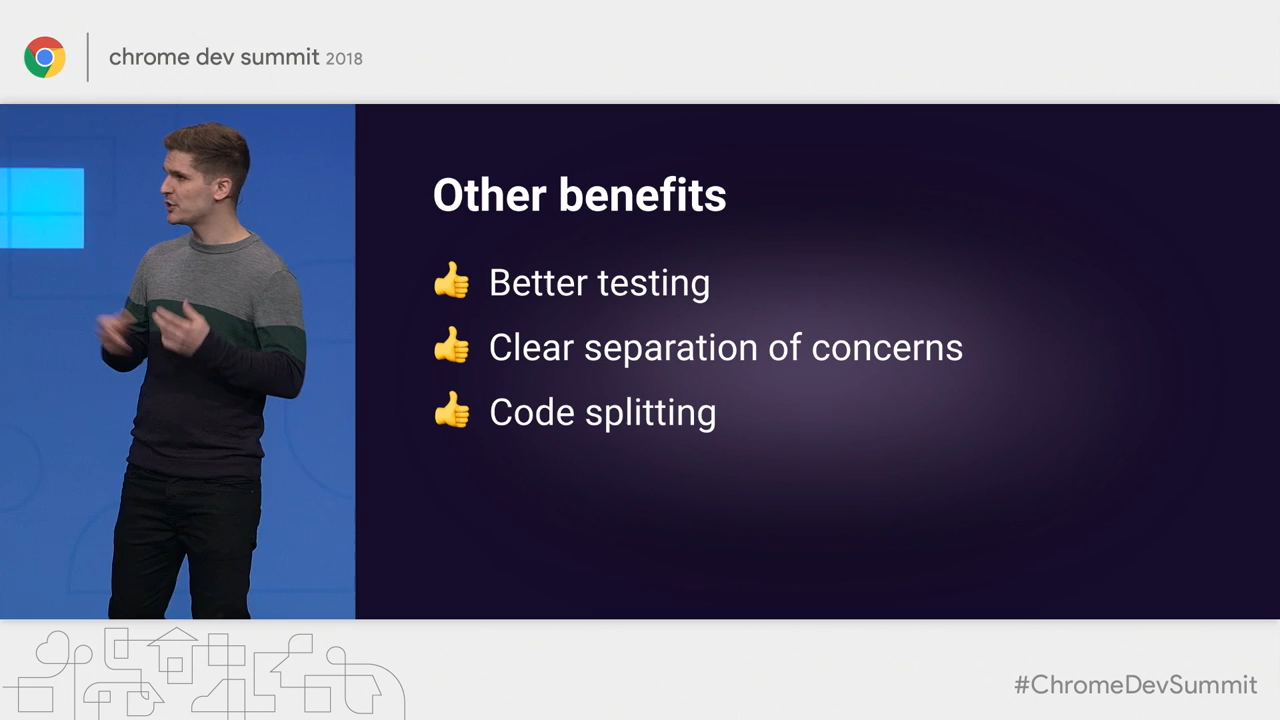 chrome dev summit 2018
Other benefits
👍 Better testing
👍 Clear separation of concerns
👍 Code splitting
#ChromeDevSummit